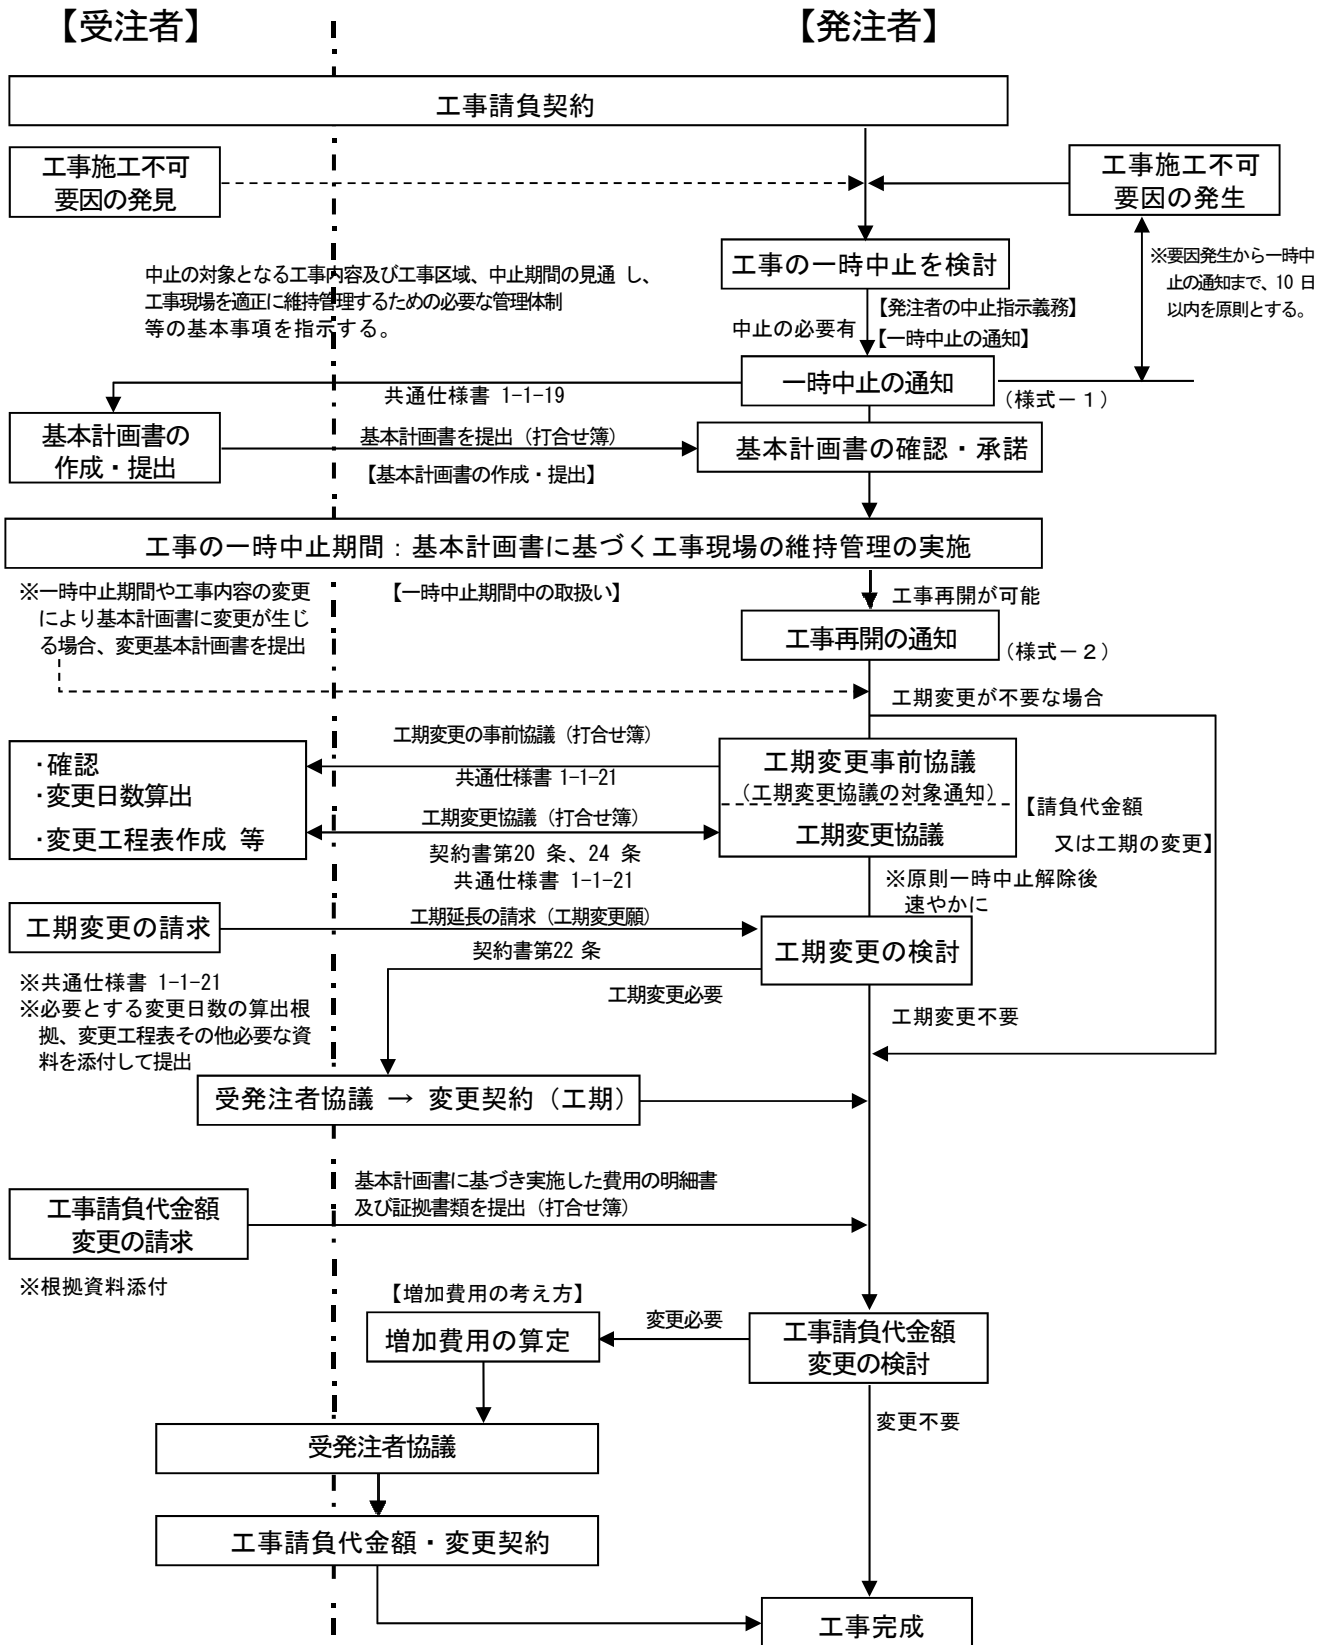 【受注者】
【発注者】
工事請負契約
工事施工不可
要因の発見
工事施工不可
要因の発生
工事の一時中止を検討
※要因発生から一時中
止の通知まで、10 日
以内を原則とする。
中止の対象となる工事内容及び工事区域、中止期間の見通 し、
工事現場を適正に維持管理するための必要な管理体制
等の基本事項を指示する。
【発注者の中止指示義務】
中止の必要有
【一時中止の通知】
一時中止の通知
(様式－１)
共通仕様書 1-1-19
基本計画書の
作成・提出
基本計画書を提出（打合せ簿）
【基本計画書の作成・提出】
基本計画書の確認・承諾
工事の一時中止期間：基本計画書に基づく工事現場の維持管理の実施
※一時中止期間や工事内容の変更
により基本計画書に変更が生じ
る場合、変更基本計画書を提出
【一時中止期間中の取扱い】
工事再開が可能
工事再開の通知
(様式－２)
工期変更が不要な場合
工期変更の事前協議（打合せ簿）
共通仕様書 1-1-21
・確認
・変更日数算出
・変更工程表作成 等
工期変更事前協議
（工期変更協議の対象通知）
工期変更協議
【請負代金額
又は工期の変更】
工期変更協議（打合せ簿）
契約書第20 条、24 条
共通仕様書 1-1-21
※原則一時中止解除後
速やかに
工期変更の請求
工期延長の請求（工期変更願）
契約書第22 条
工期変更の検討
※共通仕様書 1-1-21
※必要とする変更日数の算出根
拠、変更工程表その他必要な資
料を添付して提出
工期変更必要
工期変更不要
受発注者協議 → 変更契約（工期）
工事請負代金額
変更の請求
基本計画書に基づき実施した費用の明細書
及び証拠書類を提出（打合せ簿）
※根拠資料添付
【増加費用の考え方】
増加費用の算定
変更必要
工事請負代金額
変更の検討
変更不要
受発注者協議
工事請負代金額・変更契約
工事完成